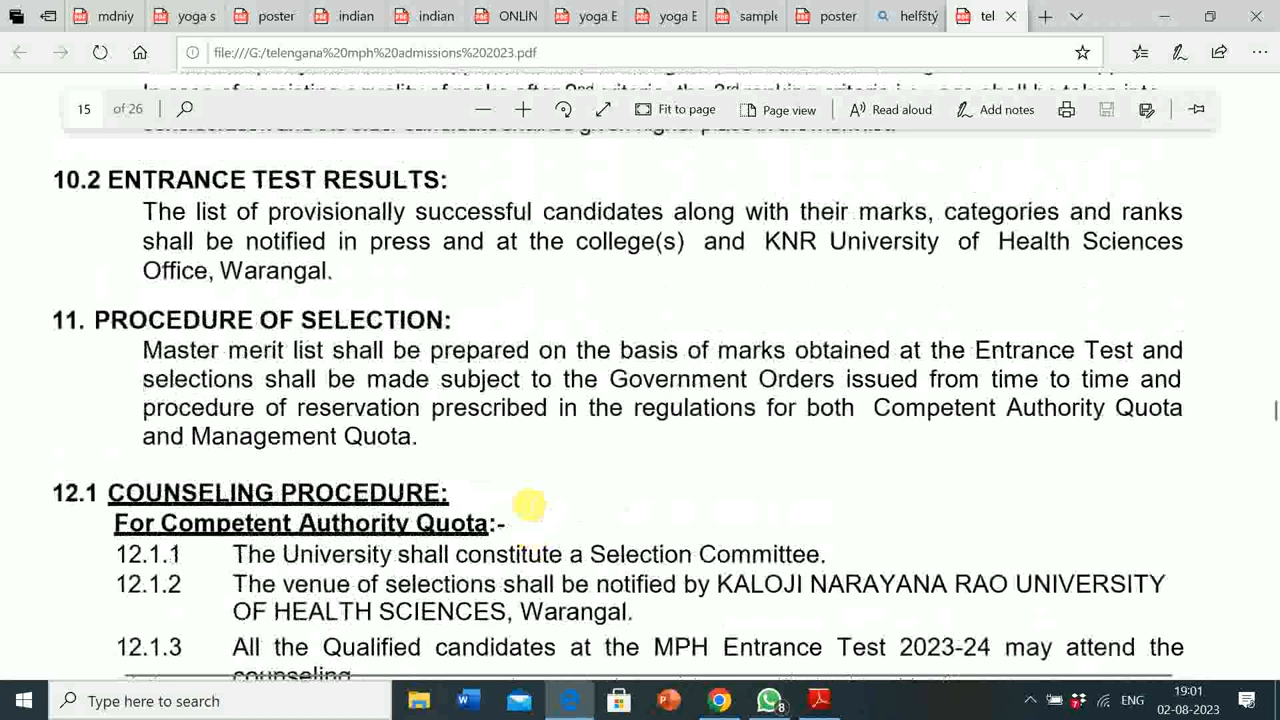 mdniy
yoga s
poster
indian
indian
ONLIN
yoga E
yoga E
sampl
poster
helfstý
tel
file:///G:/telengana%20mph%20admissions%202023.pdf
15 of 26
Fit to page
Page view
Read aloud
Add notes
10.2 ENTRANCE TEST RESULTS:
The list of provisionally successful candidates along with their marks, categories and ranks
shall be notified in press and at the college(s) and KNR University of Health Sciences
Office, Warangal.
11. PROCEDURE OF SELECTION:
Master merit list shall be prepared on the basis of marks obtained at the Entrance Test and
selections shall be made subject to the Government Orders issued from time to time and
procedure of reservation prescribed in the regulations for both Competent Authority Quota
and Management Quota.
12.1 COUNSELING PROCEDURE:
For Competent Authority Quota:-
12.1.1 The University shall constitute a Selection Committee.
12.1.2 The venue of selections shall be notified by KALOJI NARAYANA RAO UNIVERSITY
OF HEALTH SCIENCES, Warangal.
12.1.3 All the Qualified candidates at the MPH Entrance Test 2023-24 may attend the
counseling.
Type here to search
8
ENG
19:01
02-08-2023